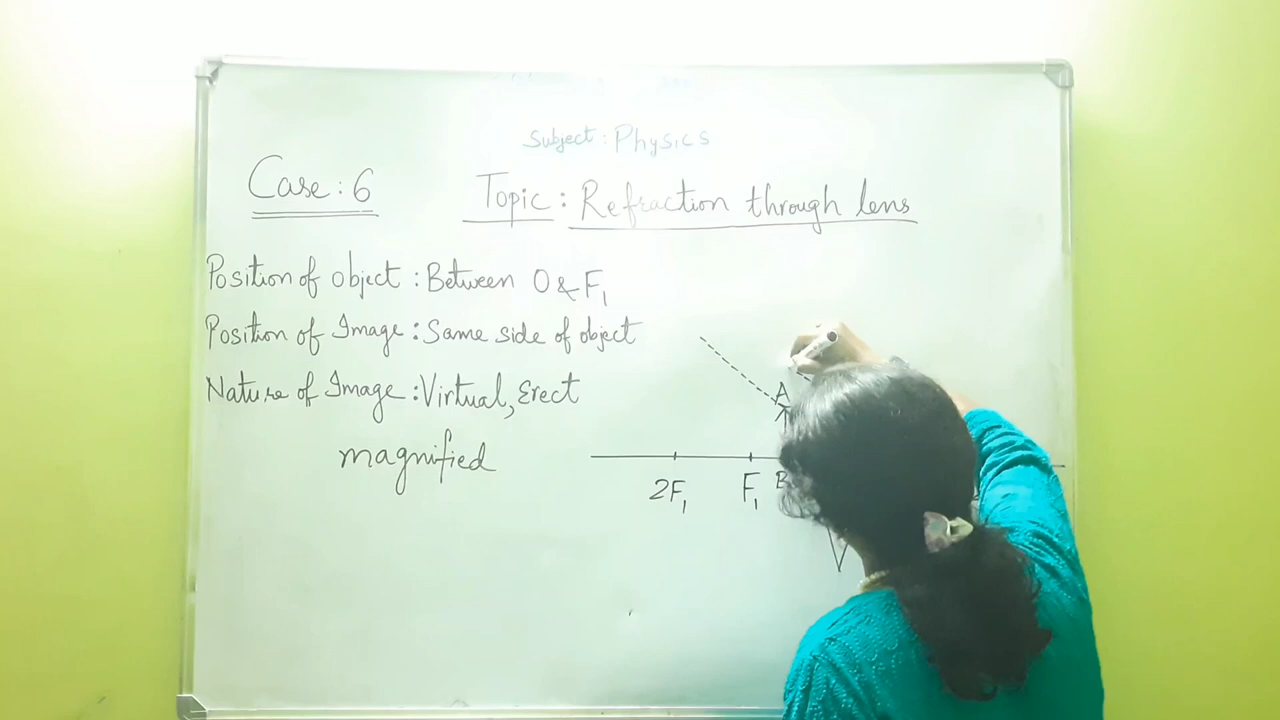 Subject: Physics
Case: 6
Topic: Refraction through lens
Position of object: Between O & F₁
Position of Image: Same side of object
Nature of Image: Virtual, Erect
magnified
A
2F₁ F₁ B